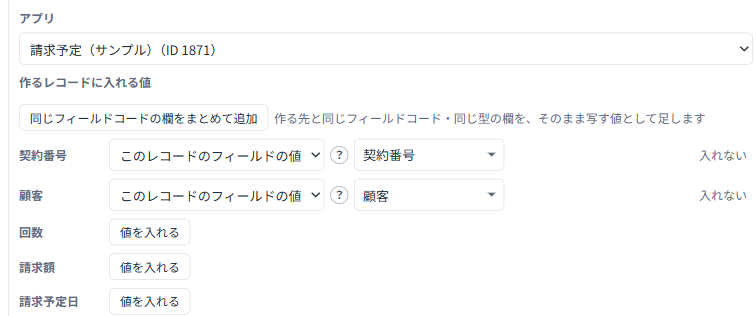 アプリ
請求予定（サンプル）（ID 1871）
作るレコードに入れる値
同じフィールドコードの欄をまとめて追加 作る先と同じフィールドコード・同じ型の欄を、そのまま写す値として足します
契約番号 このレコードのフィールドの値 ? 契約番号 入れない
顧客 このレコードのフィールドの値 ? 顧客 入れない
回数 値を入れる
請求額 値を入れる
請求予定日 値を入れる